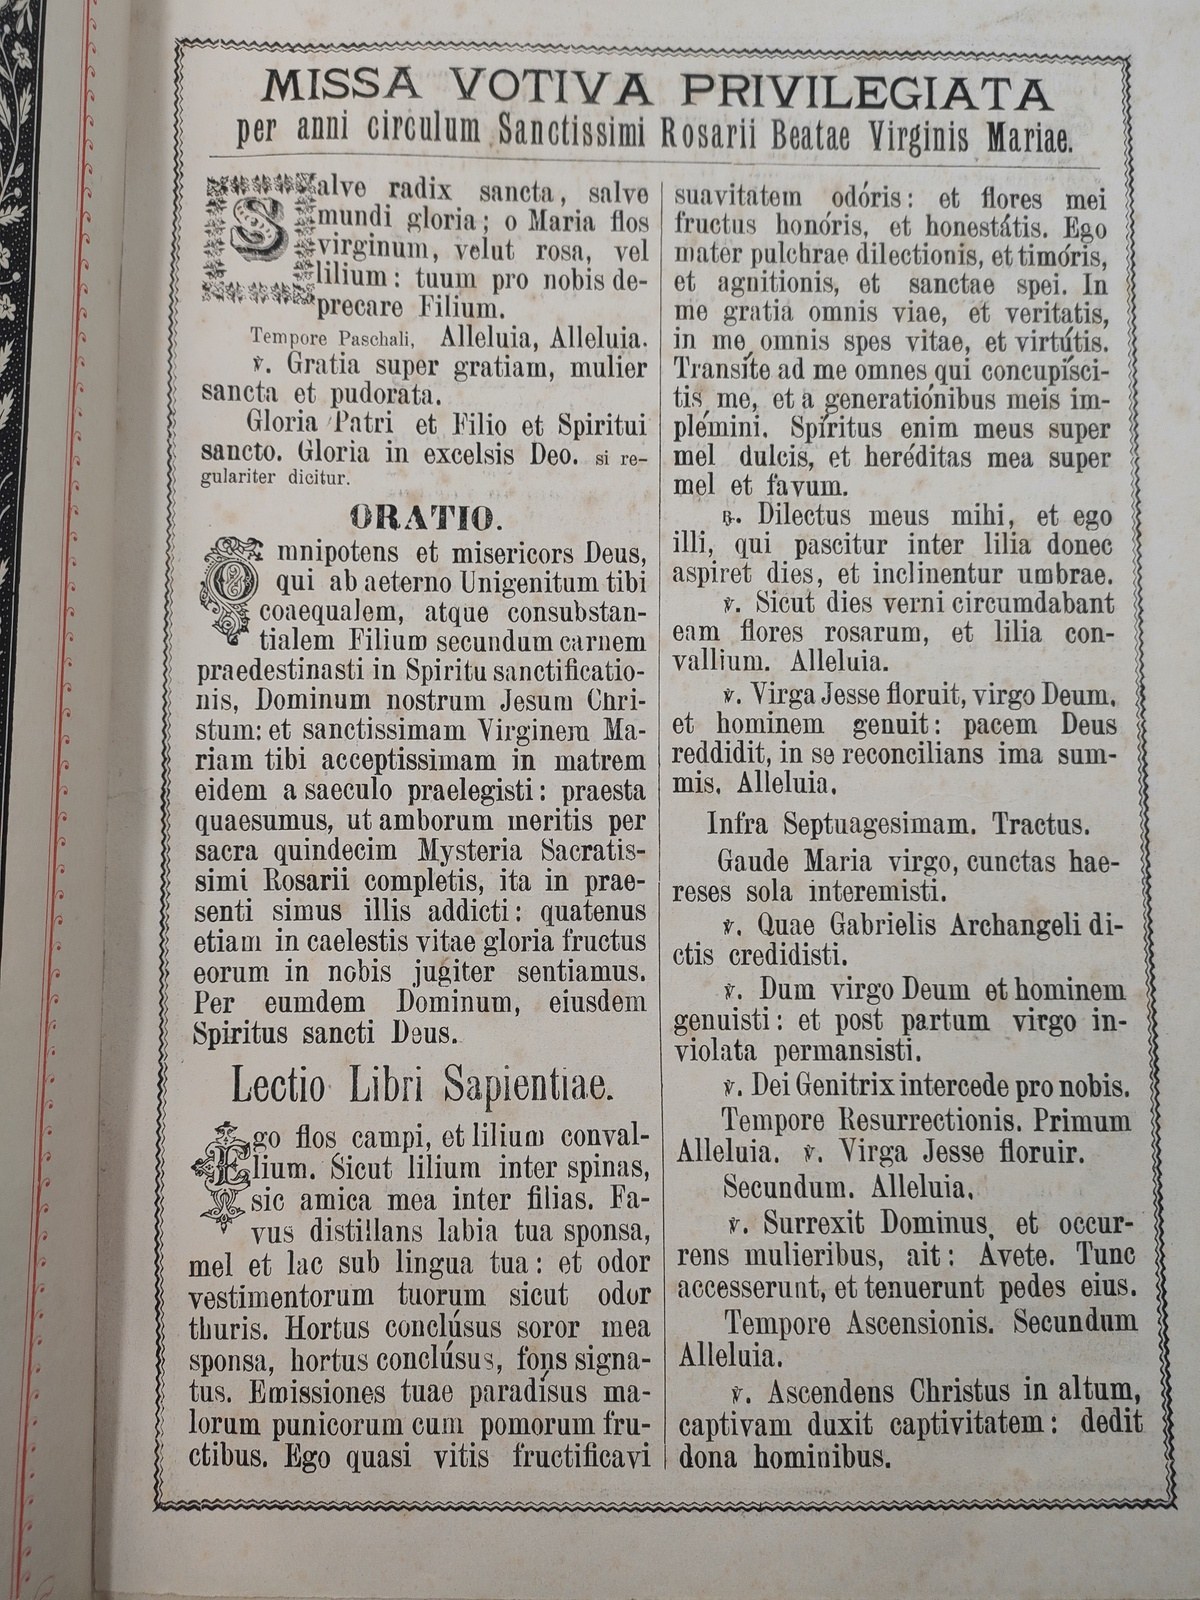 MISSA VOTIVA PRIVILEGIATA
per anni circulum Sanctissimi Rosarii Beatae Virginis Mariae.
Salve radix sancta, salve
mundi gloria; o Maria flos
virginum, velut rosa, vel
lilium: tuum pro nobis de-
precare Filium.
Tempore Paschali, Alleluia, Alleluia.
℣. Gratia super gratiam, mulier
sancta et pudorata.
Gloria Patri et Filio et Spiritui
sancto. Gloria in excelsis Deo. si re-
gulariter dicitur.
ORATIO.
Omnipotens et misericors Deus,
qui ab aeterno Unigenitum tibi
coaequalem, atque consubstan-
tialem Filium secundum carnem
praedestinasti in Spiritu sanctificatio-
nis, Dominum nostrum Jesum Chri-
stum: et sanctissimam Virginem Ma-
riam tibi acceptissimam in matrem
eidem a saeculo praelegisti: praesta
quaesumus, ut amborum meritis per
sacra quindecim Mysteria Sacratis-
simi Rosarii completis, ita in prae-
senti simus illis addicti: quatenus
etiam in caelestis vitae gloria fructus
eorum in nobis jugiter sentiamus.
Per eumdem Dominum, eiusdem
Spiritus sancti Deus.
Lectio Libri Sapientiae.
Ego flos campi, et lilium conval-
lium. Sicut lilium inter spinas,
sic amica mea inter filias. Fa-
vus distillans labia tua sponsa,
mel et lac sub lingua tua: et odor
vestimentorum tuorum sicut odor
thuris. Hortus conclúsus soror mea
sponsa, hortus conclúsus, fons signa-
tus. Emissiones tuae paradísus ma-
lorum punicorum cum pomorum fru-
ctibus. Ego quasi vitis fructificavi
suavitatem odóris: et flores mei
fructus honóris, et honestátis. Ego
mater pulchrae dilectionis, et timóris,
et agnitionis, et sanctae spei. In
me gratia omnis viae, et veritatis,
in me omnis spes vitae, et virtútis.
Transíte ad me omnes qui concupísci-
tis me, et a generatiónibus meis im-
plémini. Spíritus enim meus super
mel dulcis, et heréditas mea super
mel et favum.
℟. Dilectus meus mihi, et ego
illi, qui pascitur inter lilia donec
aspiret dies, et inclinentur umbrae.
℣. Sicut dies verni circumdabant
eam flores rosarum, et lilia con-
vallium. Alleluia.
℣. Virga Jesse floruit, virgo Deum,
et hominem genuit: pacem Deus
reddidit, in se reconcilians ima sum-
mis. Alleluia.
Infra Septuagesimam. Tractus.
Gaude Maria virgo, cunctas hae-
reses sola interemisti.
℣. Quae Gabrielis Archangeli di-
ctis credidisti.
℣. Dum virgo Deum et hominem
genuisti: et post partum virgo in-
violata permansisti.
℣. Dei Genitrix intercede pro nobis.
Tempore Resurrectionis. Primum
Alleluia. ℣. Virga Jesse floruir.
Secundum. Alleluia.
℣. Surrexit Dominus, et occur-
rens mulieribus, ait: Avete. Tunc
accesserunt, et tenuerunt pedes eius.
Tempore Ascensionis. Secundum
Alleluia.
℣. Ascendens Christus in altum,
captivam duxit captivitatem: dedit
dona hominibus.